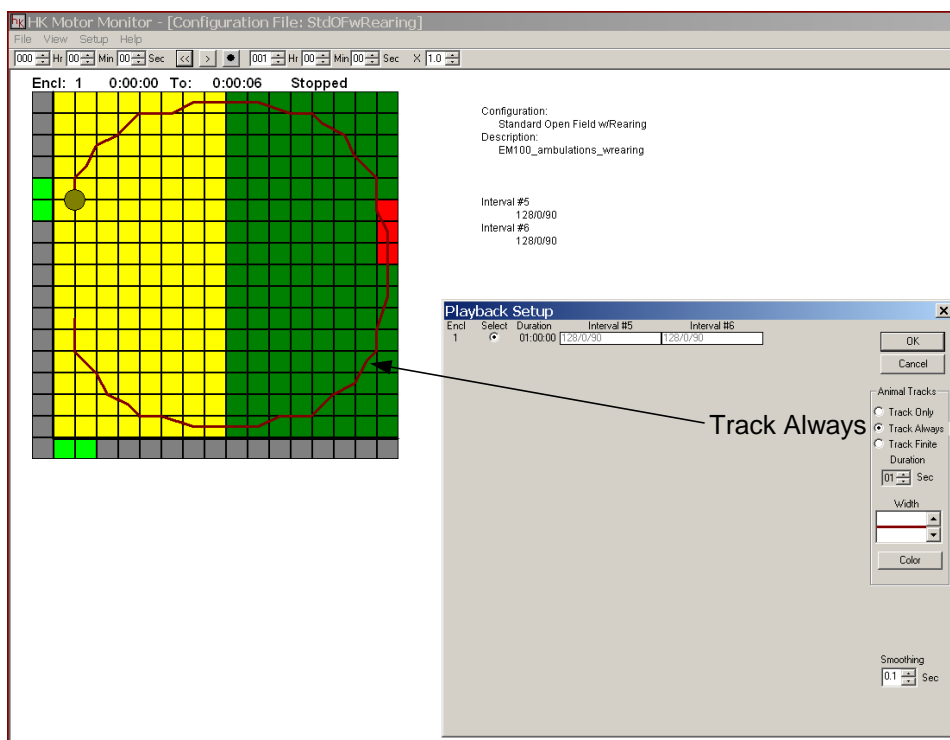 hK HK Motor Monitor - [Configuration File: StdOFwRearing]
File View Setup Help
000 Hr 00 Min 00 Sec << > 001 Hr 00 Min 00 Sec X 1.0
Encl: 1 0:00:00 To: 0:00:06 Stopped
Configuration:
Standard Open Field w/Rearing
Description:
EM100_ambulations_wrearing
Interval #5
128/0/90
Interval #6
128/0/90
Playback Setup
Encl Select Duration Interval #5 Interval #6
1 01:00:00 128/0/90 128/0/90
OK
Cancel
Animal Tracks
Track Only
Track Always
Track Finite
Duration
01 Sec
Width
Color
Smoothing
0.1 Sec
Track Always